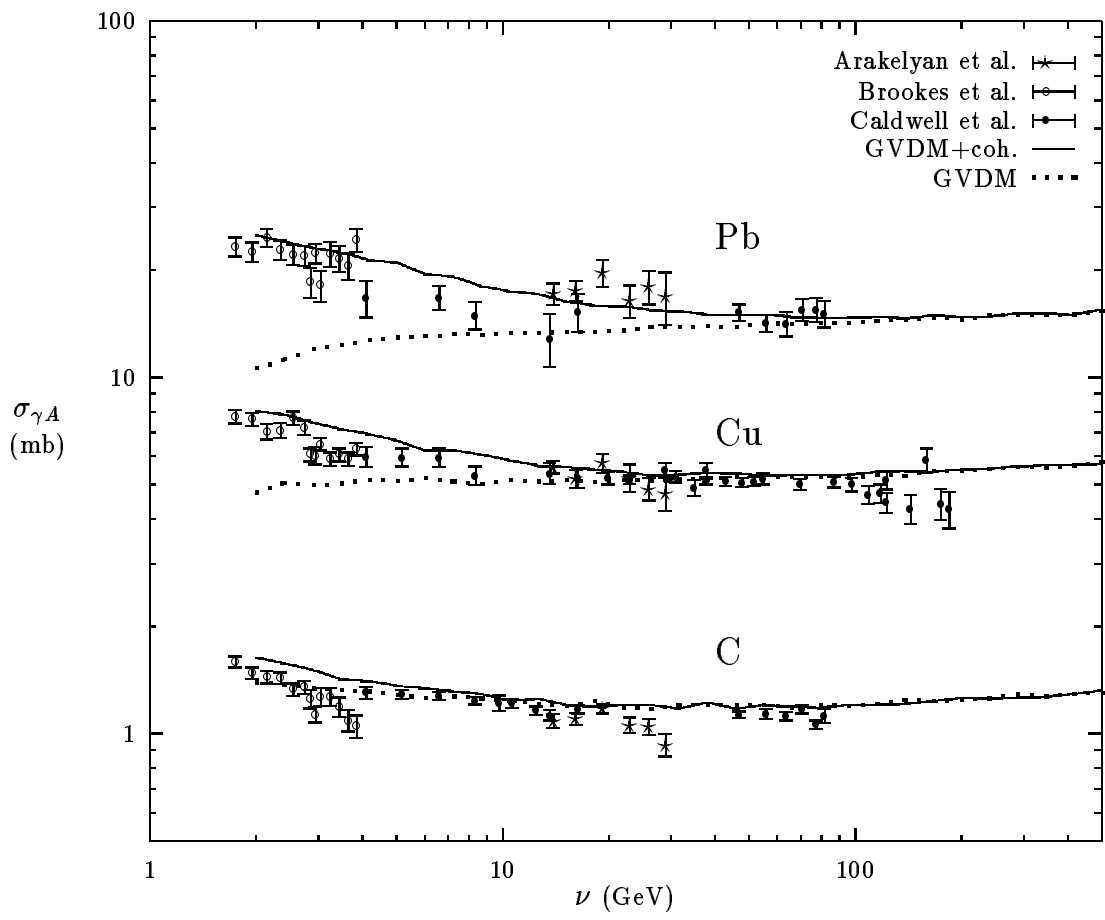 100
Arakelyan et al.
Brookes et al.
Caldwell et al.
GVDM+coh.
GVDM
Pb
10
σγA
(mb)
Cu
C
1
1
10
100
ν (GeV)